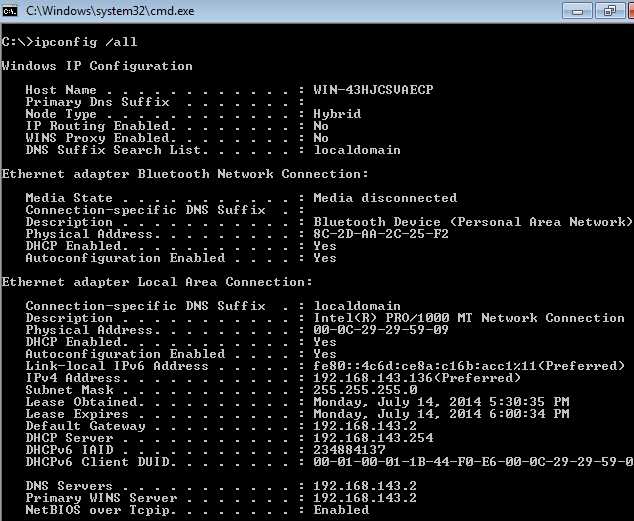 C:\Windows\system32\cmd.exe
C:\>ipconfig /all
Windows IP Configuration
Host Name . . . . . . . . . . . . : WIN-43HJCSVAECP
Primary Dns Suffix  . . . . . . . :
Node Type . . . . . . . . . . . . : Hybrid
IP Routing Enabled. . . . . . . . : No
WINS Proxy Enabled. . . . . . . . : No
DNS Suffix Search List. . . . . . : localdomain
Ethernet adapter Bluetooth Network Connection:
Media State . . . . . . . . . . . : Media disconnected
Connection-specific DNS Suffix  . :
Description . . . . . . . . . . . : Bluetooth Device (Personal Area Network)
Physical Address. . . . . . . . . : 8C-2D-AA-2C-25-F2
DHCP Enabled. . . . . . . . . . . : Yes
Autoconfiguration Enabled . . . . : Yes
Ethernet adapter Local Area Connection:
Connection-specific DNS Suffix  . : localdomain
Description . . . . . . . . . . . : Intel(R) PRO/1000 MT Network Connection
Physical Address. . . . . . . . . : 00-0C-29-29-59-09
DHCP Enabled. . . . . . . . . . . : Yes
Autoconfiguration Enabled . . . . : Yes
Link-local IPv6 Address . . . . . : fe80::4c6d:ce8a:c16b:acc1%11(Preferred)
IPv4 Address. . . . . . . . . . . : 192.168.143.136(Preferred)
Subnet Mask . . . . . . . . . . . : 255.255.255.0
Lease Obtained. . . . . . . . . . : Monday, July 14, 2014 5:30:35 PM
Lease Expires . . . . . . . . . . : Monday, July 14, 2014 6:00:34 PM
Default Gateway . . . . . . . . . : 192.168.143.2
DHCP Server . . . . . . . . . . . : 192.168.143.254
DHCPv6 IAID . . . . . . . . . . . : 234884137
DHCPv6 Client DUID. . . . . . . . : 00-01-00-01-1B-44-F0-E6-00-0C-29-29-59-0
DNS Servers . . . . . . . . . . . : 192.168.143.2
Primary WINS Server . . . . . . . : 192.168.143.2
NetBIOS over Tcpip. . . . . . . . : Enabled